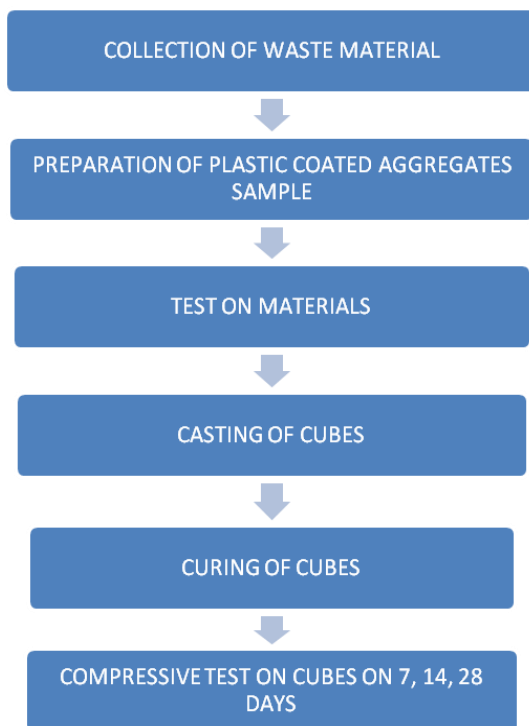 COLLECTION OF WASTE MATERIAL
PREPARATION OF PLASTIC COATED AGGREGATES
SAMPLE
TEST ON MATERIALS
CASTING OF CUBES
CURING OF CUBES
COMPRESSIVE TEST ON CUBES ON 7, 14, 28
DAYS